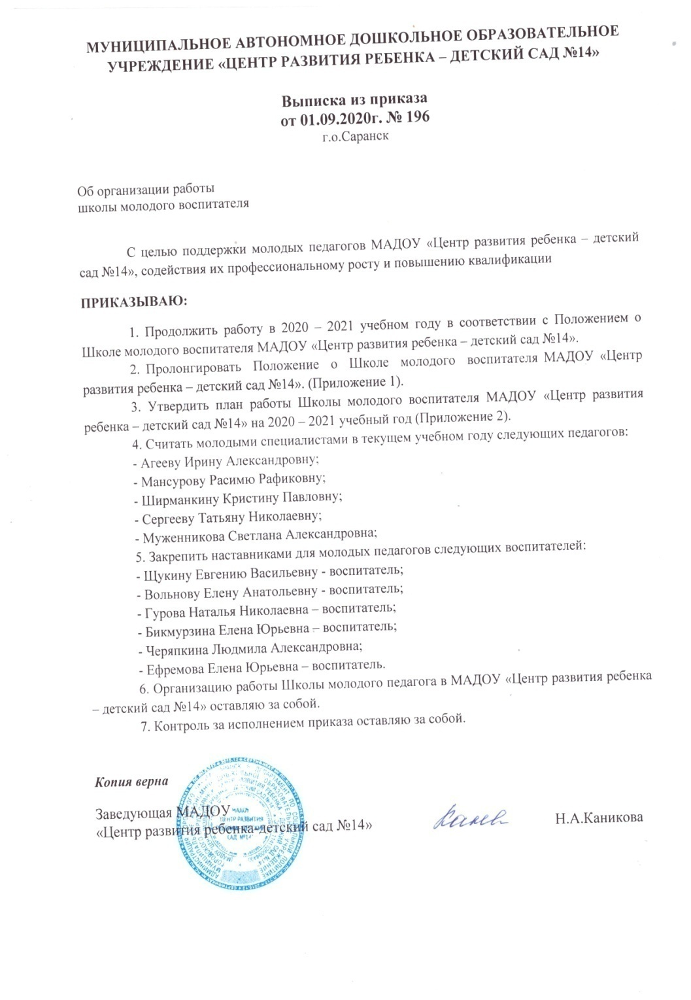 МУНИЦИПАЛЬНОЕ АВТОНОМНОЕ ДОШКОЛЬНОЕ ОБРАЗОВАТЕЛЬНОЕ
УЧРЕЖДЕНИЕ «ЦЕНТР РАЗВИТИЯ РЕБЕНКА – ДЕТСКИЙ САД №14»
Выписка из приказа
от 01.09.2020г. № 196
г.о.Саранск
Об организации работы
школы молодого воспитателя
С целью поддержки молодых педагогов МАДОУ «Центр развития ребенка – детский
сад №14», содействия их профессиональному росту и повышению квалификации
ПРИКАЗЫВАЮ:
1. Продолжить работу в 2020 – 2021 учебном году в соответствии с Положением о
Школе молодого воспитателя МАДОУ «Центр развития ребенка – детский сад №14».
2. Пролонгировать Положение о Школе молодого воспитателя МАДОУ «Центр
развития ребенка – детский сад №14». (Приложение 1).
3. Утвердить план работы Школы молодого воспитателя МАДОУ «Центр развития
ребенка – детский сад №14» на 2020 – 2021 учебный год (Приложение 2).
4. Считать молодыми специалистами в текущем учебном году следующих педагогов:
- Агееву Ирину Александровну;
- Мансурову Расимю Рафиковну;
- Ширманкину Кристину Павловну;
- Сергееву Татьяну Николаевну;
- Муженникова Светлана Александровна;
5. Закрепить наставниками для молодых педагогов следующих воспитателей:
- Щукину Евгению Васильевну - воспитатель;
- Вольнову Елену Анатольевну - воспитатель;
- Гурова Наталья Николаевна – воспитатель;
- Бикмурзина Елена Юрьевна – воспитатель;
- Черяпкина Людмила Александровна;
- Ефремова Елена Юрьевна – воспитатель.
6. Организацию работы Школы молодого педагога в МАДОУ «Центр развития ребенка
– детский сад №14» оставляю за собой.
7. Контроль за исполнением приказа оставляю за собой.
Копия верна
Заведующая МАДОУ
«Центр развития ребенка-детский сад №14»
Н.А.Каникова
МАДОУ
ЦЕНТР РАЗВИТИЯ
САД №14